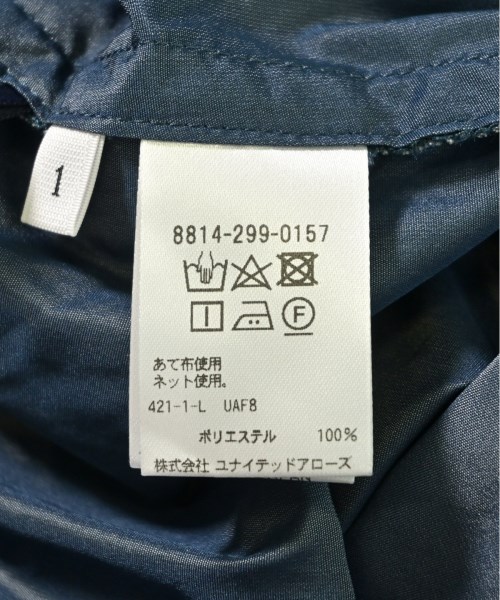 1
8814-299-0157
F
あて布使用
ネット使用。
421-1-L UAF8
ポリエステル 100%
株式会社 ユナイテッドアローズ